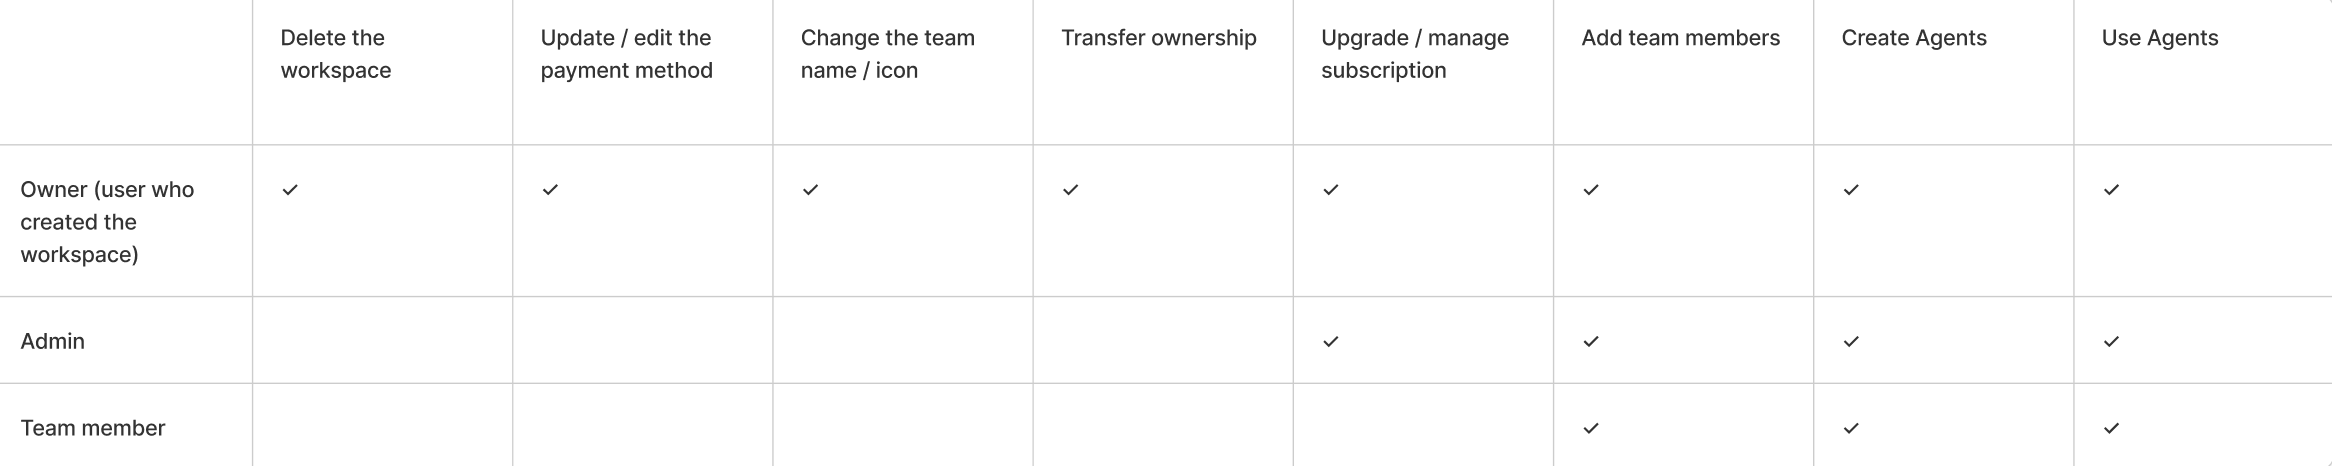 Delete the
workspace
Update / edit the
payment method
Change the team
name / icon
Transfer ownership
Upgrade / manage
subscription
Add team members
Create Agents
Use Agents
Owner (user who
created the
workspace)
✓ ✓ ✓ ✓ ✓ ✓ ✓ ✓
Admin
✓ ✓ ✓ ✓
Team member
✓ ✓ ✓